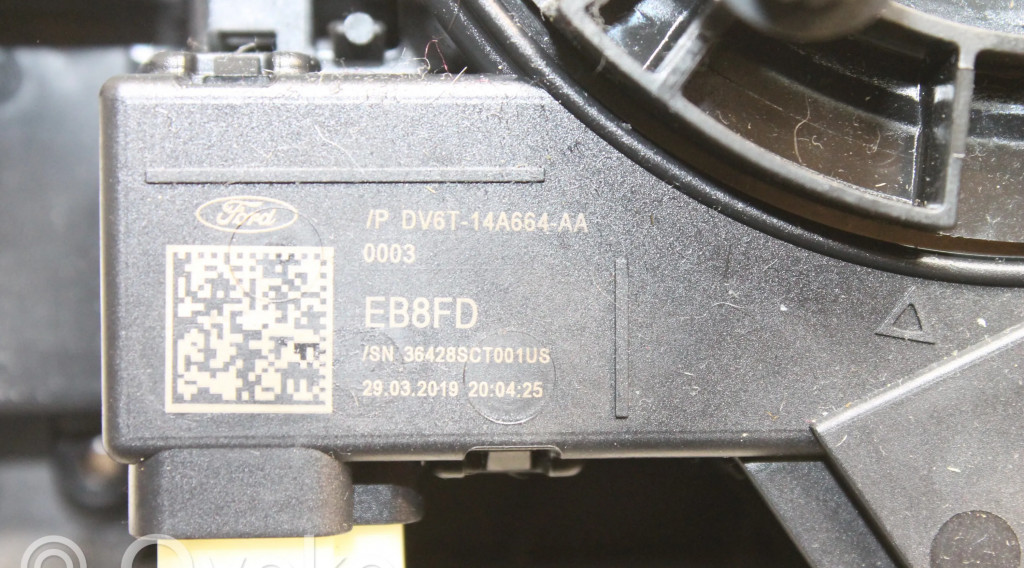 Ford
/P DV6T-14A664-AA
0003
EB8FD
/SN 36428SCT001US
29.03.2019 20:04:25